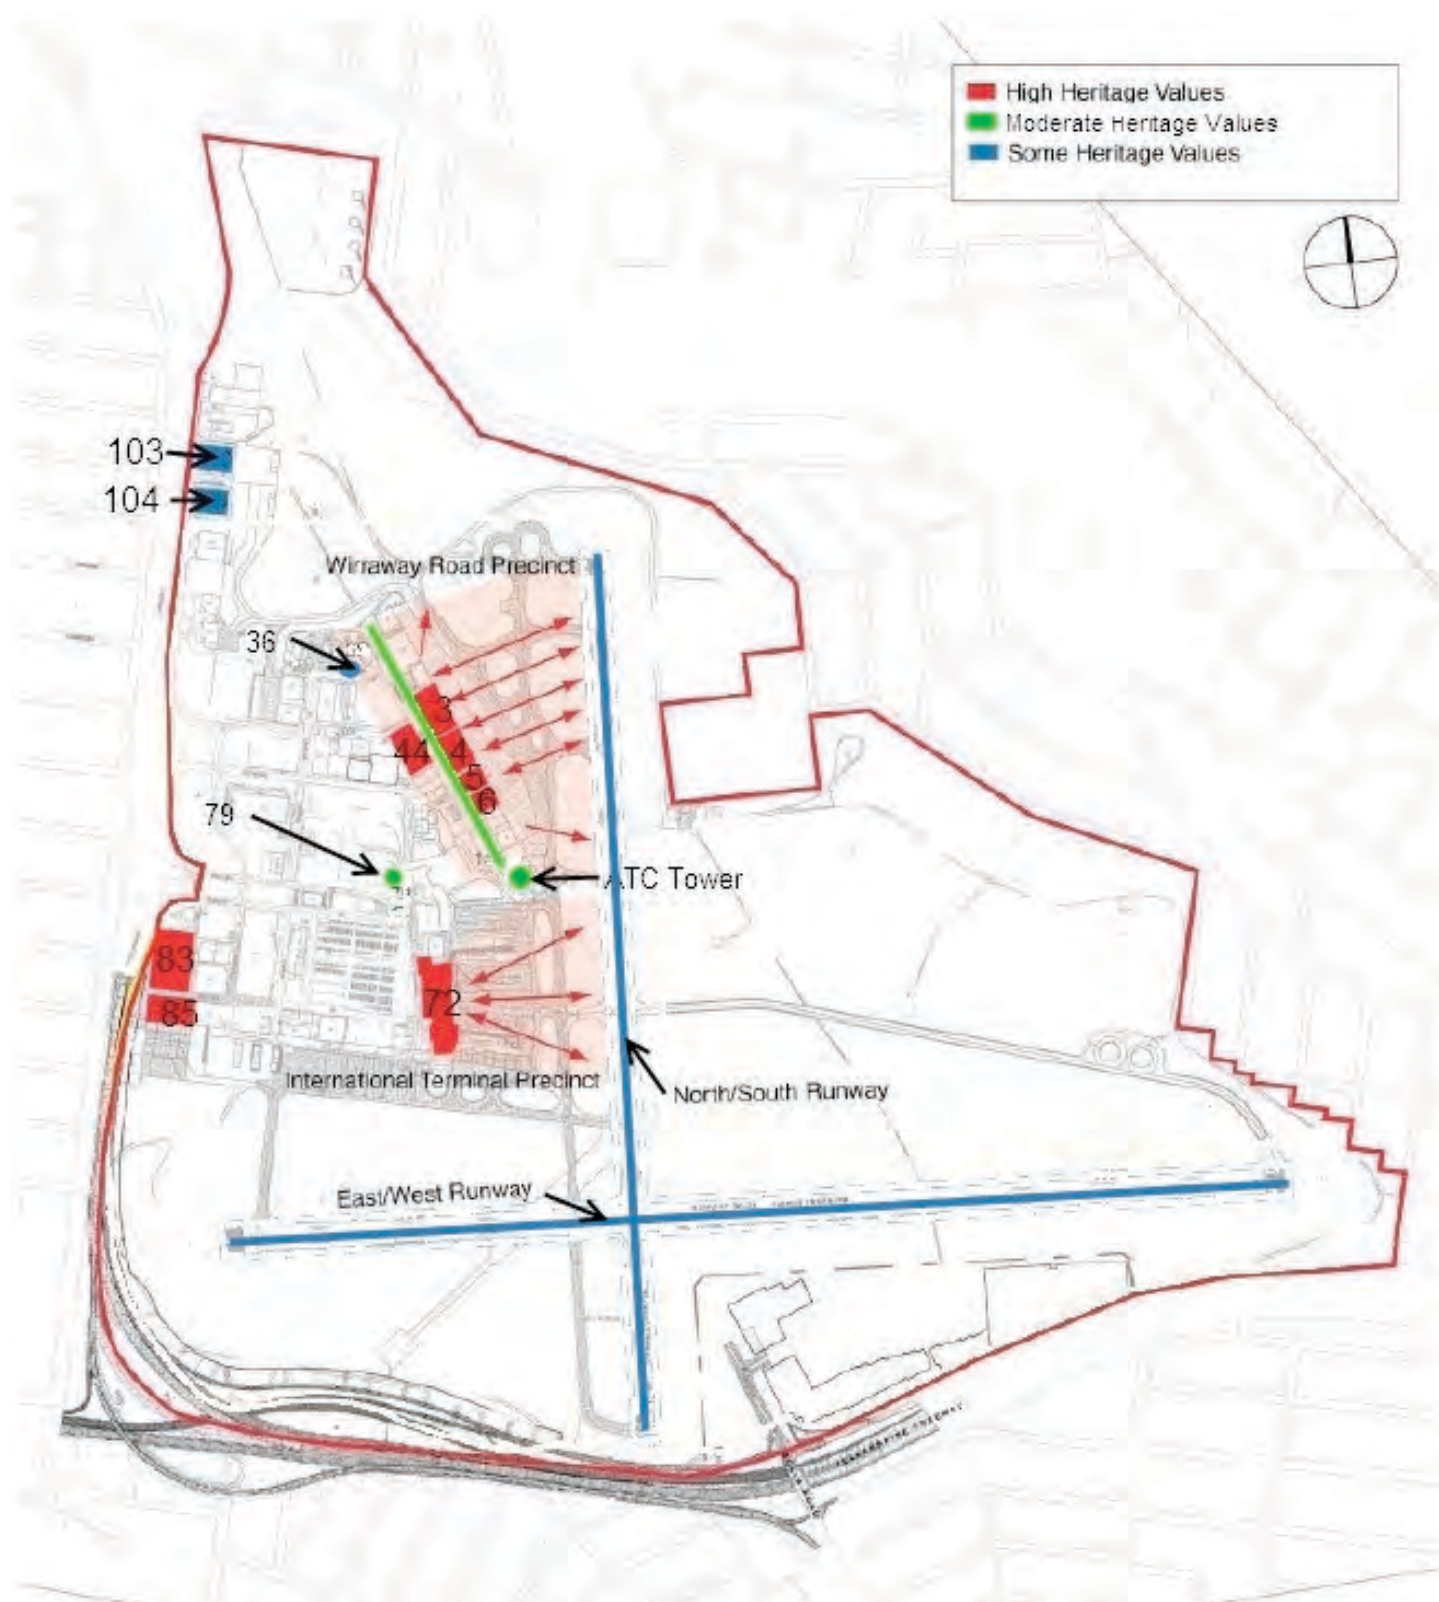 High Heritage Values
Moderate Heritage Values
Some Heritage Values
103
104
Wirraway Road Precinct
36
3
44
4
5
6
79
ATC Tower
83
72
85
International Terminal Precinct
North/South Runway
East/West Runway